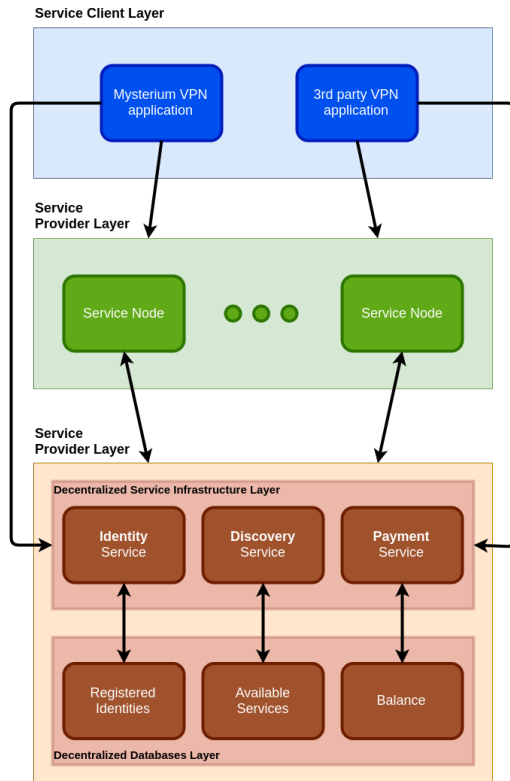 Service Client Layer
Mysterium VPN
application
3rd party VPN
application
Service
Provider Layer
Service Node
Service Node
Service
Provider Layer
Decentralized Service Infrastructure Layer
Identity
Service
Discovery
Service
Payment
Service
Registered
Identities
Available
Services
Balance
Decentralized Databases Layer